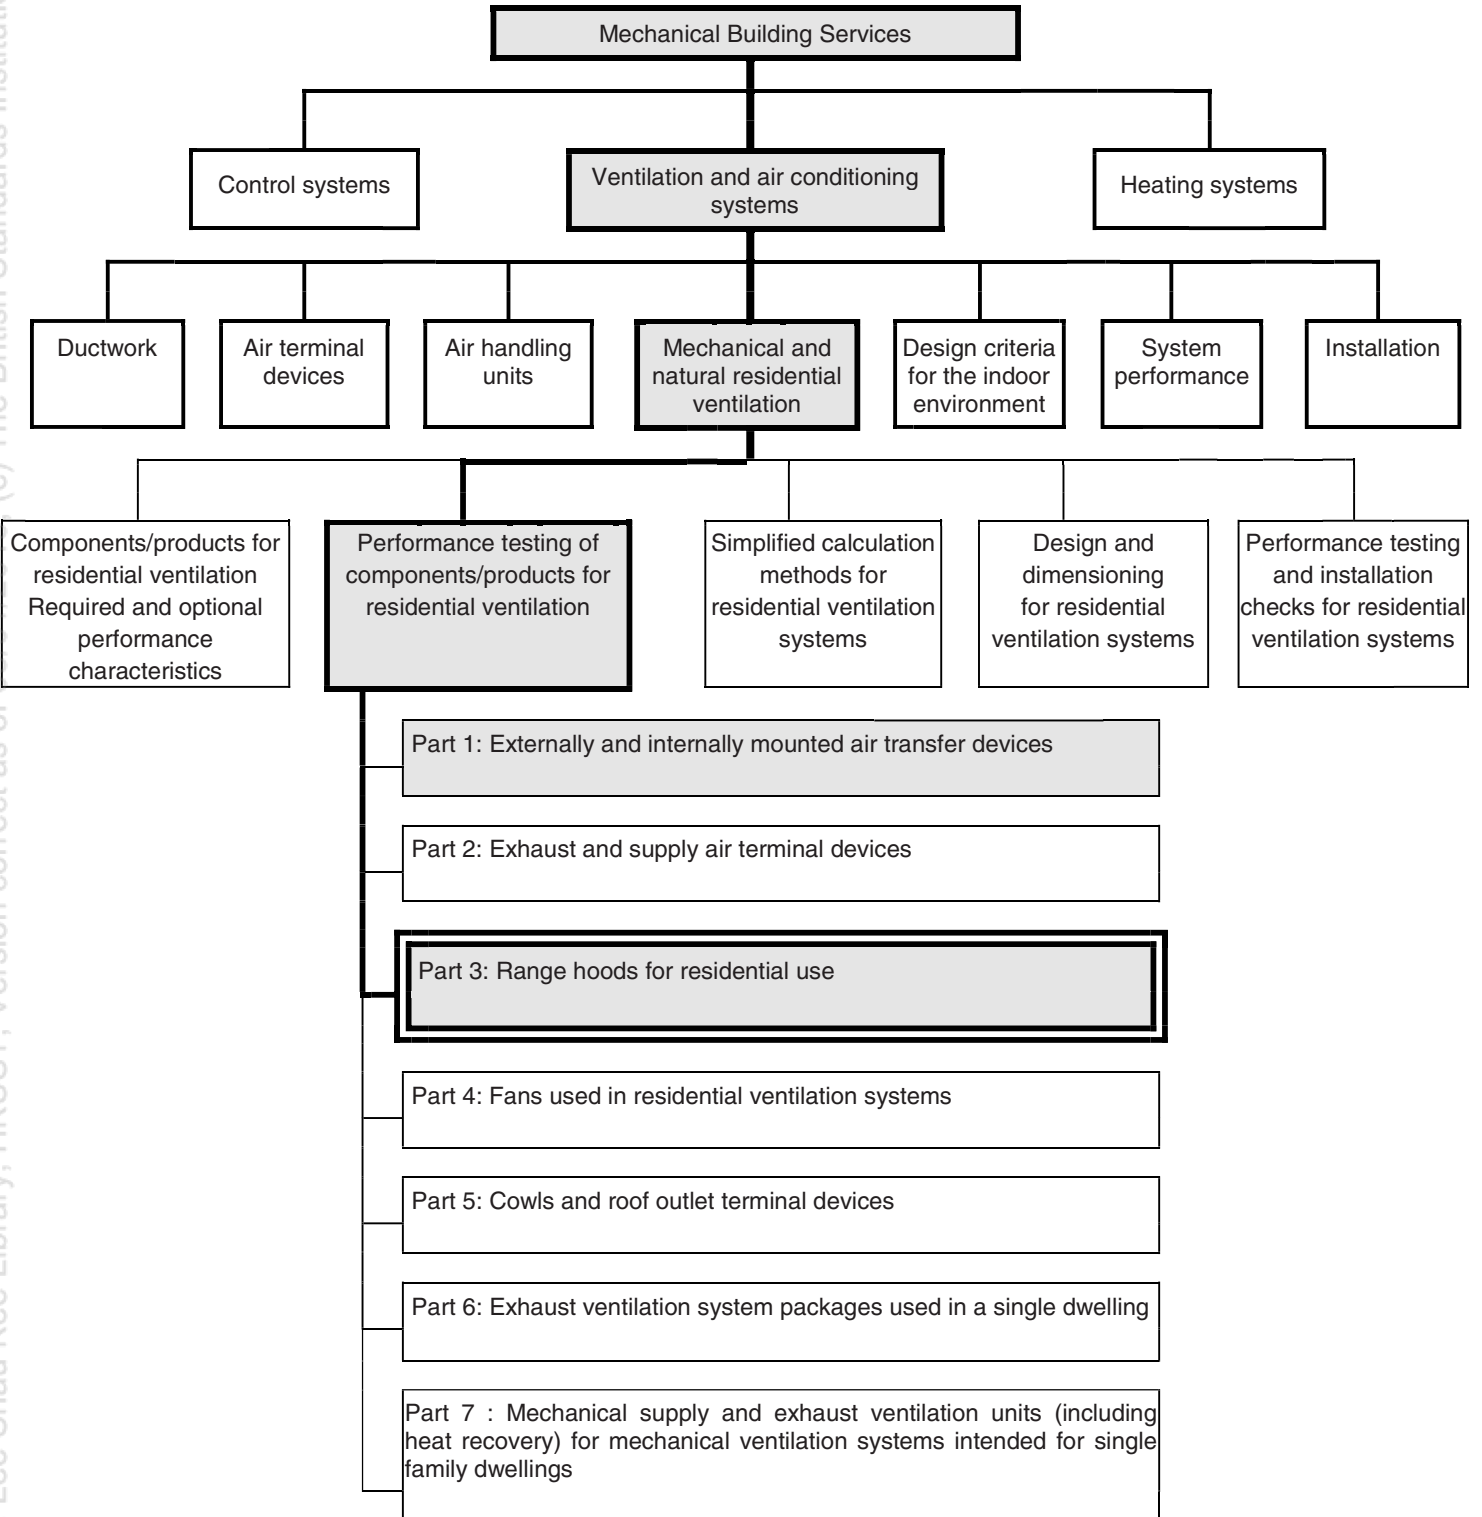 Mechanical Building Services
Control systems
Ventilation and air conditioning
systems
Heating systems
Ductwork
Air terminal
devices
Air handling
units
Mechanical and
natural residential
ventilation
Design criteria
for the indoor
environment
System
performance
Installation
Components/products for
residential ventilation
Required and optional
performance
characteristics
Performance testing of
components/products for
residential ventilation
Simplified calculation
methods for
residential ventilation
systems
Design and
dimensioning
for residential
ventilation systems
Performance testing
and installation
checks for residential
ventilation systems
Part 1: Externally and internally mounted air transfer devices
Part 2: Exhaust and supply air terminal devices
Part 3: Range hoods for residential use
Part 4: Fans used in residential ventilation systems
Part 5: Cowls and roof outlet terminal devices
Part 6: Exhaust ventilation system packages used in a single dwelling
Part 7 : Mechanical supply and exhaust ventilation units (including
heat recovery) for mechanical ventilation systems intended for single
family dwellings